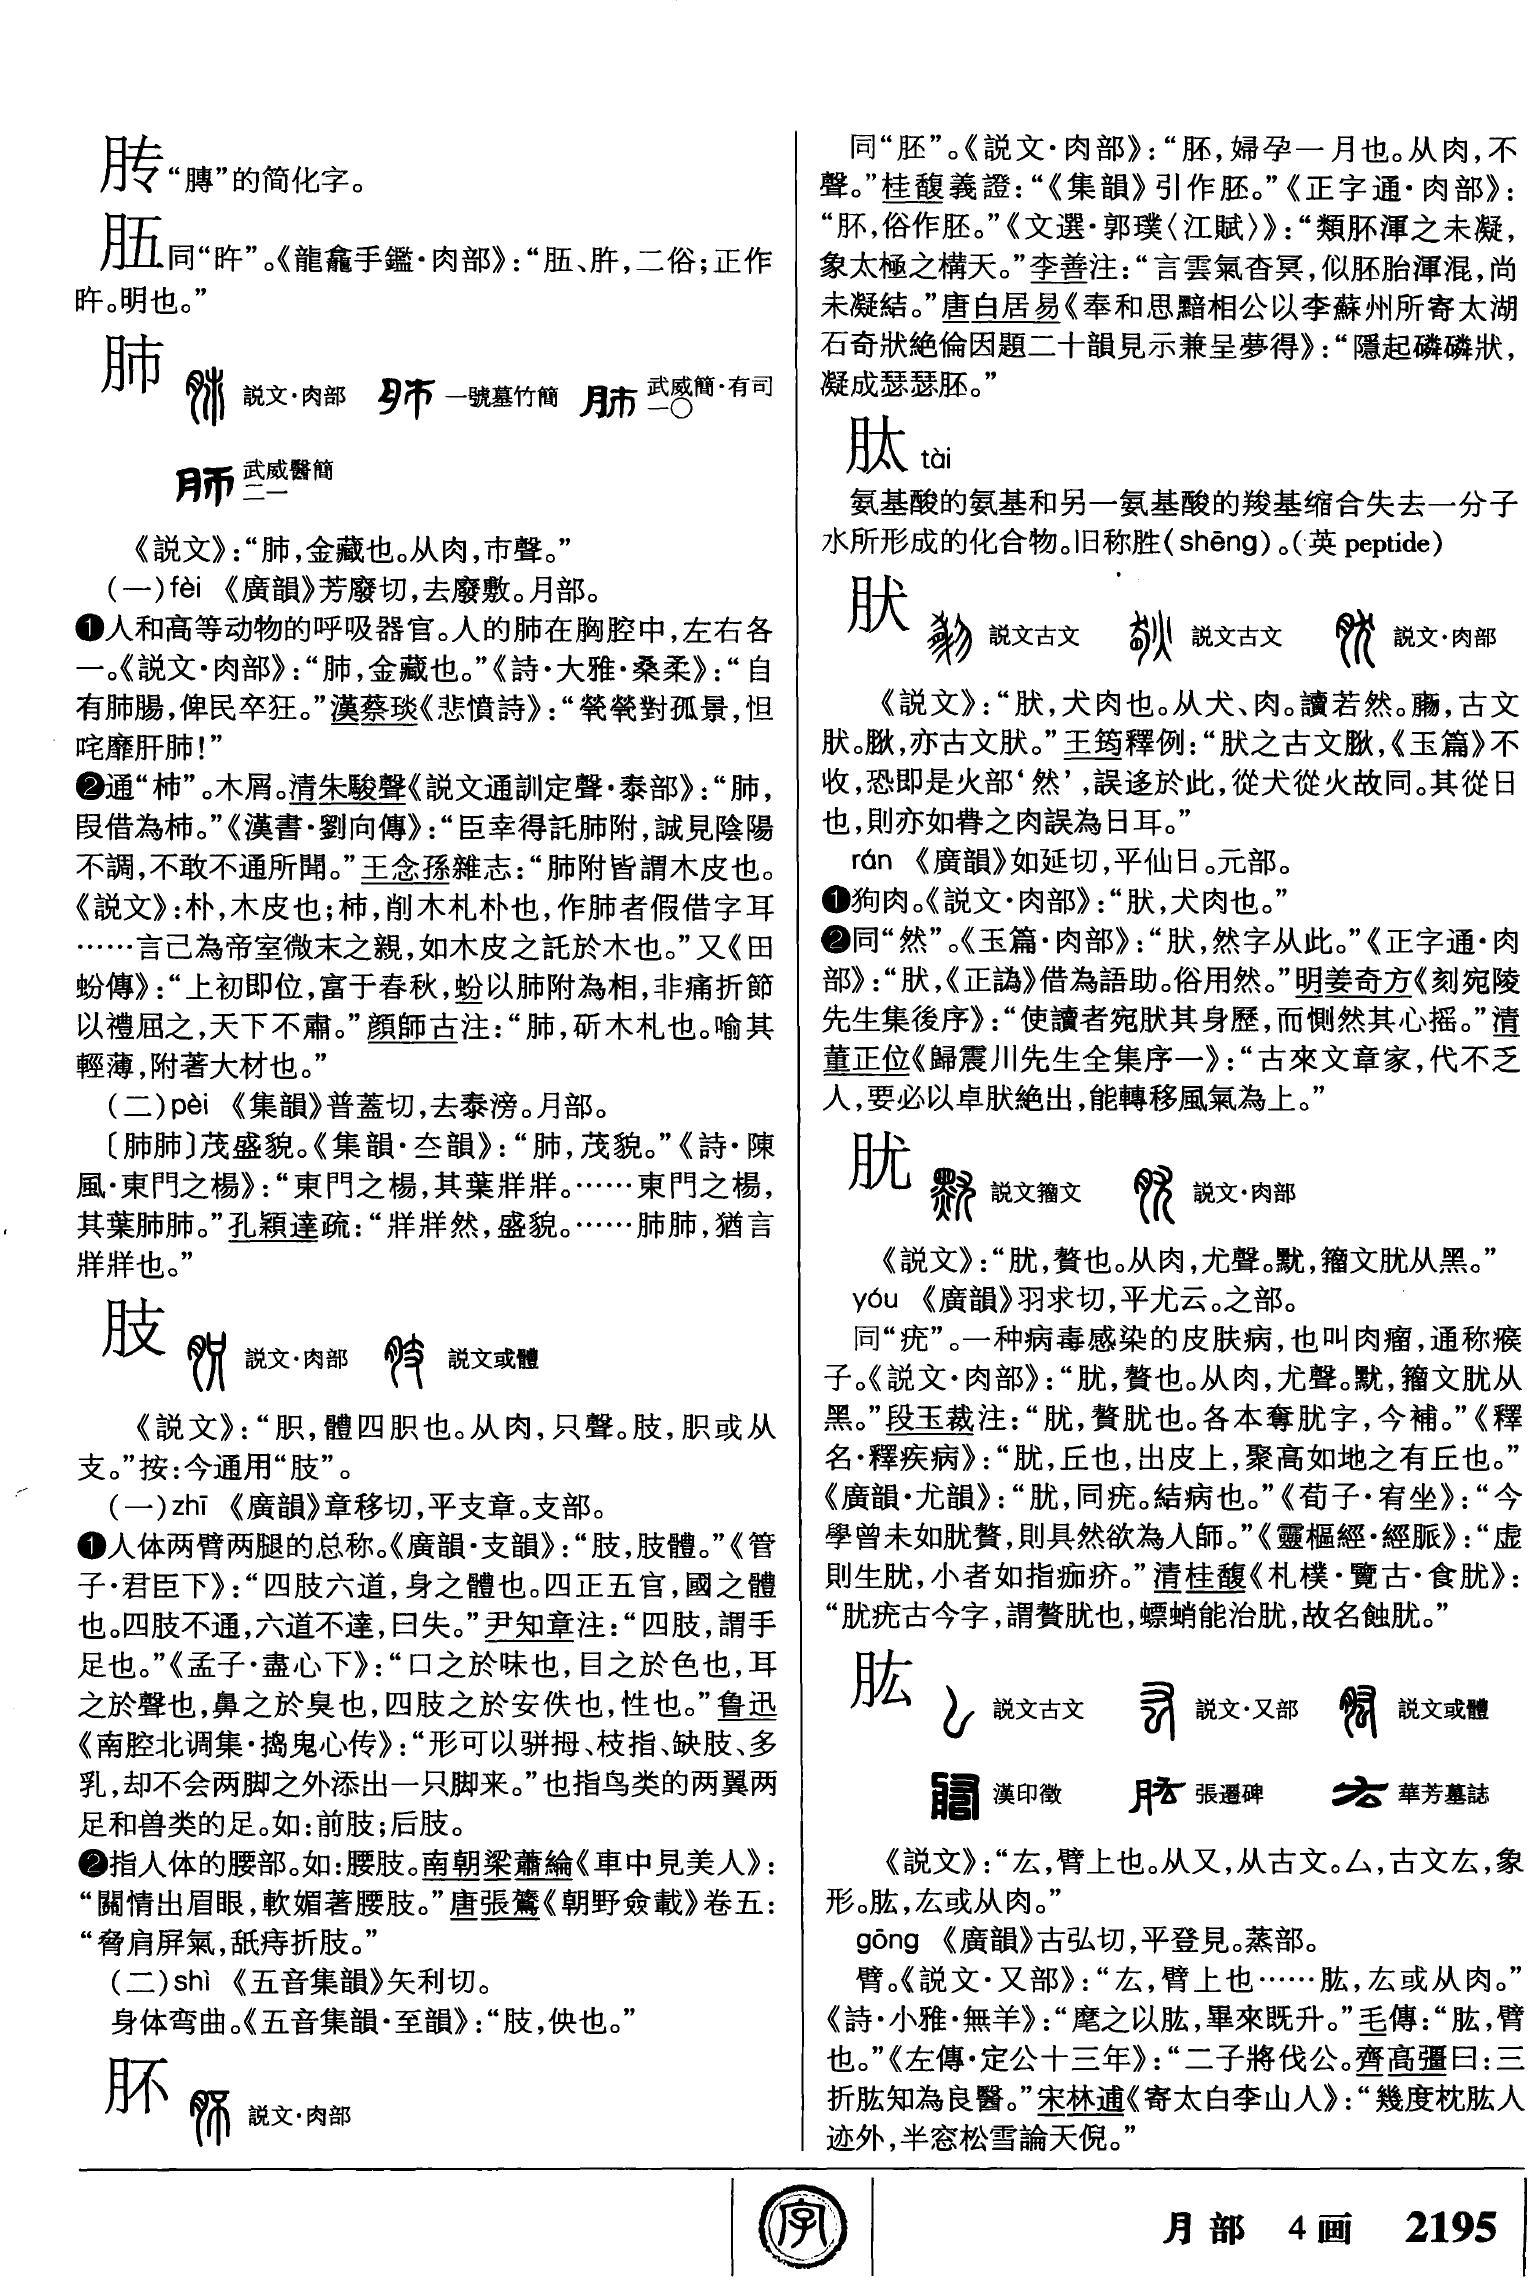 䏝“膞”的简化字。
䏔同“旿”。《龍龕手鑑·肉部》：“䏔、肸，二俗；正作
旿。明也。”
肺 説文·肉部 一號墓竹簡 武威簡·有司一〇
武威醫簡二一
《説文》：“肺，金藏也。从肉，巿聲。”
（一）fèi 《廣韻》芳廢切，去廢敷。月部。
❶人和高等动物的呼吸器官。人的肺在胸腔中，左右各
一。《説文·肉部》：“肺，金藏也。”《詩·大雅·桑柔》：“自
有肺腸，俾民卒狂。”漢蔡琰《悲憤詩》：“煢煢對孤景，怛
咤靡肝肺！”
❷通“杮”。木屑。清朱駿聲《説文通訓定聲·泰部》：“肺，
叚借為杮。”《漢書·劉向傳》：“臣幸得託肺附，誠見陰陽
不調，不敢不通所聞。”王念孫雜志：“肺附皆謂木皮也。
《説文》：朴，木皮也；杮，削木札朴也，作肺者假借字耳
……言己為帝室微末之親，如木皮之託於木也。”又《田
蚡傳》：“上初即位，富于春秋，蚡以肺附為相，非痛折節
以禮屈之，天下不肅。”顔師古注：“肺，斫木札也。喻其
輕薄，附著大材也。”
（二）pèi 《集韻》普蓋切，去泰滂。月部。
〔肺肺〕茂盛貌。《集韻·夳韻》：“肺，茂貌。”《詩·陳
風·東門之楊》：“東門之楊，其葉牂牂。……東門之楊，
其葉肺肺。”孔穎達疏：“牂牂然，盛貌。……肺肺，猶言
牂牂也。”
肢 説文·肉部 説文或體
《説文》：“胑，體四胑也。从肉，只聲。肢，胑或从
支。”按：今通用“肢”。
（一）zhī 《廣韻》章移切，平支章。支部。
❶人体两臂两腿的总称。《廣韻·支韻》：“肢，肢體。”《管
子·君臣下》：“四肢六道，身之體也。四正五官，國之體
也。四肢不通，六道不達，曰失。”尹知章注：“四肢，謂手
足也。”《孟子·盡心下》：“口之於味也，目之於色也，耳
之於聲也，鼻之於臭也，四肢之於安佚也，性也。”鲁迅
《南腔北调集·捣鬼心传》：“形可以骈拇、枝指、缺肢、多
乳，却不会两脚之外添出一只脚来。”也指鸟类的两翼两
足和兽类的足。如：前肢；后肢。
❷指人体的腰部。如：腰肢。南朝梁蕭綸《車中見美人》：
“關情出眉眼，軟媚著腰肢。”唐張鷟《朝野僉載》卷五：
“脅肩屏氣，舐痔折肢。”
（二）shì 《五音集韻》矢利切。
身体弯曲。《五音集韻·至韻》：“肢，㑏也。”
肧 説文·肉部
同“胚”。《説文·肉部》：“肧，婦孕一月也。从肉，不
聲。”桂馥義證：“《集韻》引作胚。”《正字通·肉部》：
“肧，俗作胚。”《文選·郭璞〈江賦〉》：“類肧渾之未凝，
象太極之構天。”李善注：“言雲氣杳冥，似胚胎渾混，尚
未凝結。”唐白居易《奉和思黯相公以李蘇州所寄太湖
石奇狀絶倫因題二十韻見示兼呈夢得》：“隱起磷磷狀，
凝成瑟瑟胚。”
肽 tài
氨基酸的氨基和另一氨基酸的羧基缩合失去一分子
水所形成的化合物。旧称胜（shēng）。（英 peptide）
肰 説文古文 説文古文 説文·肉部
《説文》：“肰，犬肉也。从犬、肉。讀若然。𦛟，古文
肰。𤉷，亦古文肰。”王筠釋例：“肰之古文𤉷，《玉篇》不
收，恐即是火部‘然’，誤迻於此，從犬從火故同。其從日
也，則亦如㫺之肉誤為日耳。”
rán 《廣韻》如延切，平仙日。元部。
❶狗肉。《説文·肉部》：“肰，犬肉也。”
❷同“然”。《玉篇·肉部》：“肰，然字从此。”《正字通·肉
部》：“肰，《正譌》借為語助。俗用然。”明姜奇方《刻宛陵
先生集後序》：“使讀者宛肰其身歷，而惻然其心摇。”清
董正位《歸震川先生全集序一》：“古來文章家，代不乏
人，要必以卓肰絶出，能轉移風氣為上。”
肬 説文籀文 説文·肉部
《説文》：“肬，贅也。从肉，尤聲。𪐡，籀文肬从黑。”
yóu 《廣韻》羽求切，平尤云。之部。
同“疣”。一种病毒感染的皮肤病，也叫肉瘤，通称瘊
子。《説文·肉部》：“肬，贅也。从肉，尤聲。𪐡，籀文肬从
黑。”段玉裁注：“肬，贅肬也。各本奪肬字，今補。”《釋
名·釋疾病》：“肬，丘也，出皮上，聚高如地之有丘也。”
《廣韻·尤韻》：“肬，同疣。結病也。”《荀子·宥坐》：“今
學曾未如肬贅，則具然欲為人師。”《靈樞經·經脈》：“虛
則生肬，小者如指痂疥。”清桂馥《札樸·覽古·食肬》：
“肬疣古今字，謂贅肬也，螵蛸能治肬，故名蝕肬。”
肱 説文古文 説文·又部 説文或體
漢印徵 張遷碑 華芳墓誌
《説文》：“厷，臂上也。从又，从古文。𠃋，古文厷，象
形。肱，厷或从肉。”
gōng 《廣韻》古弘切，平登見。蒸部。
臂。《説文·又部》：“厷，臂上也……肱，厷或从肉。”
《詩·小雅·無羊》：“麾之以肱，畢來既升。”毛傳：“肱，臂
也。”《左傳·定公十三年》：“二子將伐公。齊高彊曰：三
折肱知為良醫。”宋林逋《寄太白李山人》：“幾度枕肱人
迹外，半窓松雪論天倪。”
字
月部 4画 2195